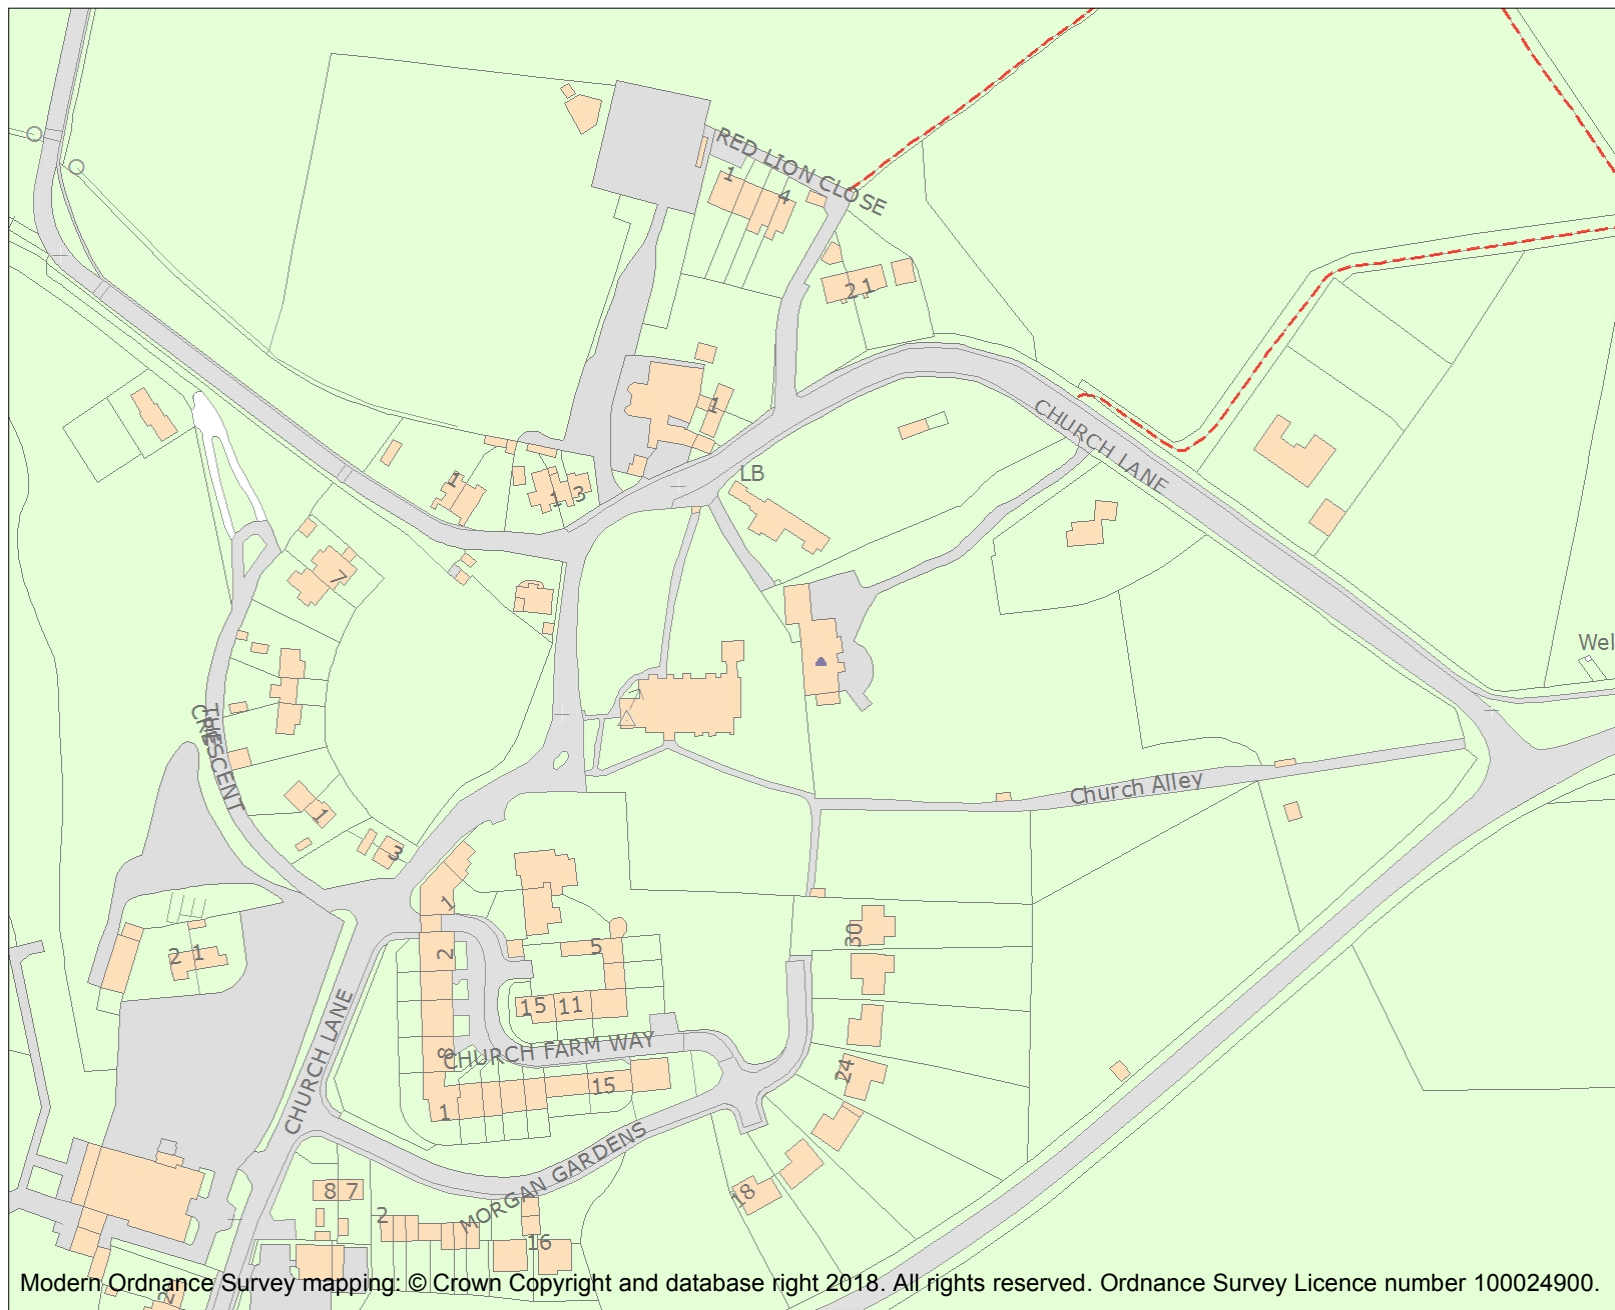 RED LION CLOSE
1
4
2 1
CHURCH LANE
1
LB
1
1 3
7
Wel
THE
CRESCENT
Church Alley
1
3
1
30
2
5
2 1
15 11
CHURCH LANE
CHURCH FARM WAY
8
24
15
1
MORGAN GARDENS
18
8 7
2
16
2
Modern Ordnance Survey mapping: © Crown Copyright and database right 2018. All rights reserved. Ordnance Survey Licence number 100024900.